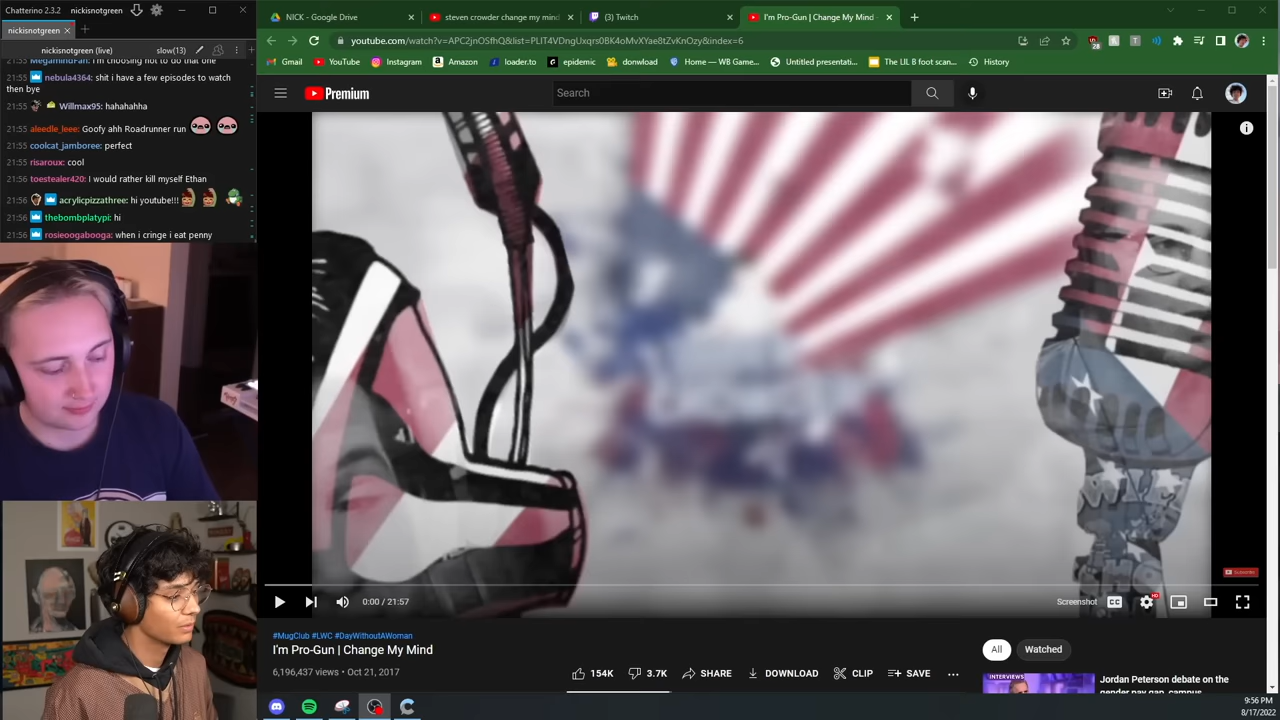 Chatterino 2.3.2
nickisnotgreen
nickisnotgreen
nickisnotgreen (live)
slow(13)
MegamindFan: I'm choosing not to do that one
21:55 nebula4364: shit i have a few episodes to watch
then bye
21:55 Willmax95: hahahahha
21:55 aleedle_leee: Goofy ahh Roadrunner run
21:55 coolcat_jamboree: perfect
21:55 risaroux: cool
21:56 toestealer420: I would rather kill myself Ethan
21:56 acrylicpizzathree: hi youtube!!!
21:56 thebombplatypi: hi
21:56 rosieoogabooga: when i cringe i eat penny
NICK - Google Drive
steven crowder change my mind
(3) Twitch
I'm Pro-Gun | Change My Mind -
youtube.com/watch?v=APC2jnOSfhQ&list=PLIT4VDngUxqrs0BK4oMvXYae8tZvKnOzy&index=6
28
Gmail
YouTube
Instagram
Amazon
loader.to
epidemic
donwload
Home — WB Game...
Untitled presentati...
The LIL B foot scan...
History
Premium
Search
0:00 / 21:57
Screenshot
CC
HD
Subscribe
#MugClub #LWC #DayWithoutAWoman
I'm Pro-Gun | Change My Mind
6,196,437 views • Oct 21, 2017
154K
3.7K
SHARE
DOWNLOAD
CLIP
SAVE
All
Watched
INTERVIEWS
Jordan Peterson debate on the
gender pay gap, campus
9:56 PM
8/17/2022